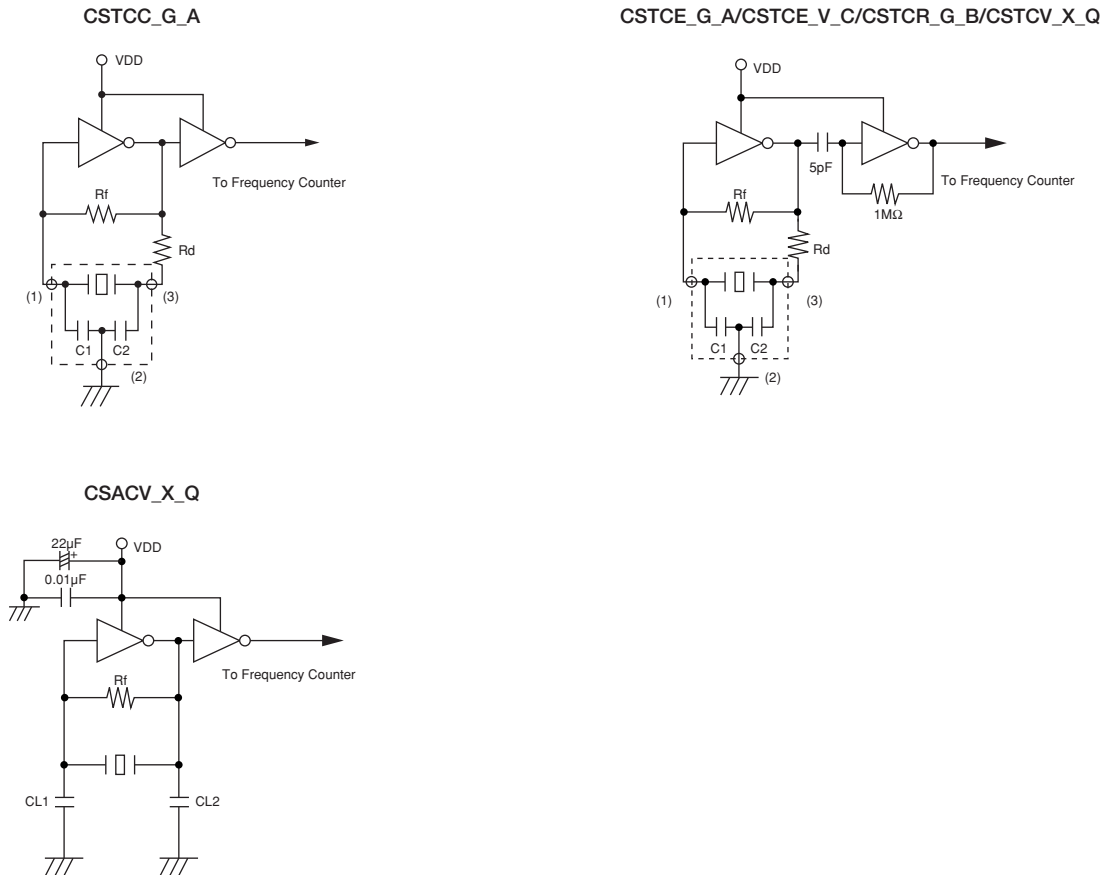 CSTCC_G_A
VDD
To Frequency Counter
Rf
Rd
(1)
(3)
C1
C2
(2)
CSTCE_G_A/CSTCE_V_C/CSTCR_G_B/CSTCV_X_Q
VDD
5pF
To Frequency Counter
1MΩ
Rf
Rd
(1)
(3)
C1
C2
(2)
CSACV_X_Q
22µF
+
VDD
0.01µF
To Frequency Counter
Rf
CL1
CL2